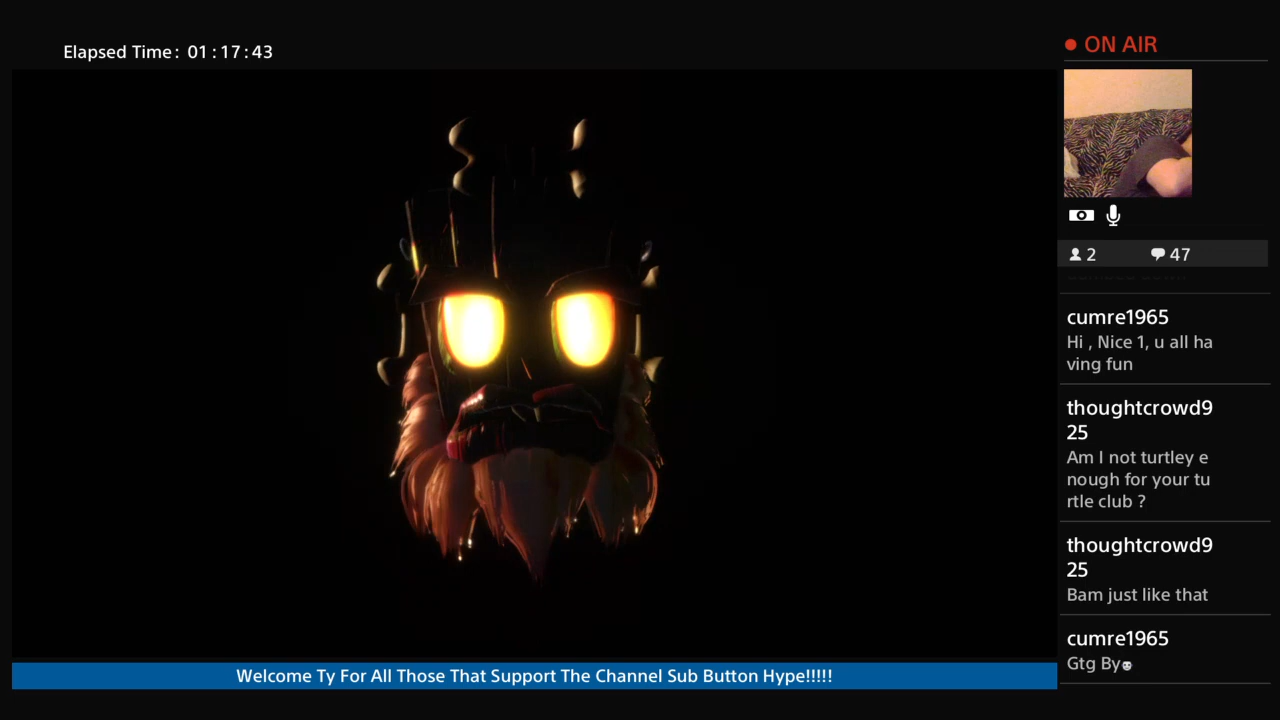 Elapsed Time: 01:17:43
ON AIR
2
47
cumre1965
Hi , Nice 1, u all ha
ving fun
thoughtcrowd9
25
Am I not turtley e
nough for your tu
rtle club ?
thoughtcrowd9
25
Bam just like that
cumre1965
Gtg By
Welcome Ty For All Those That Support The Channel Sub Button Hype!!!!!